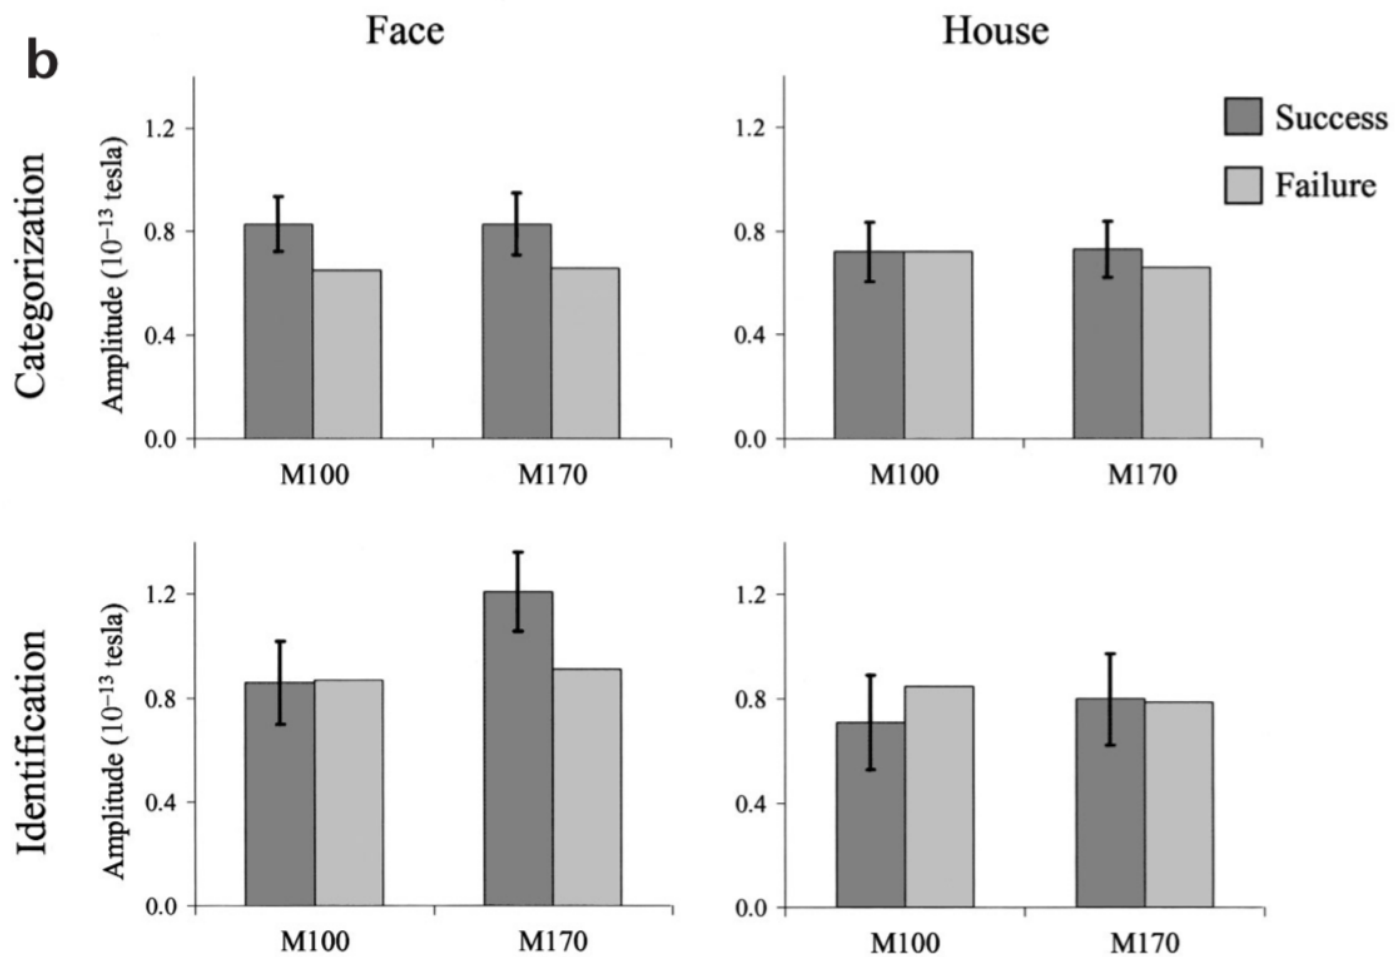 b
Face
House
Success
Failure
Categorization
Amplitude (10⁻¹³ tesla)
1.2
0.8
0.4
0.0
M100
M170
1.2
0.8
0.4
0.0
M100
M170
Identification
Amplitude (10⁻¹³ tesla)
1.2
0.8
0.4
0.0
M100
M170
1.2
0.8
0.4
0.0
M100
M170